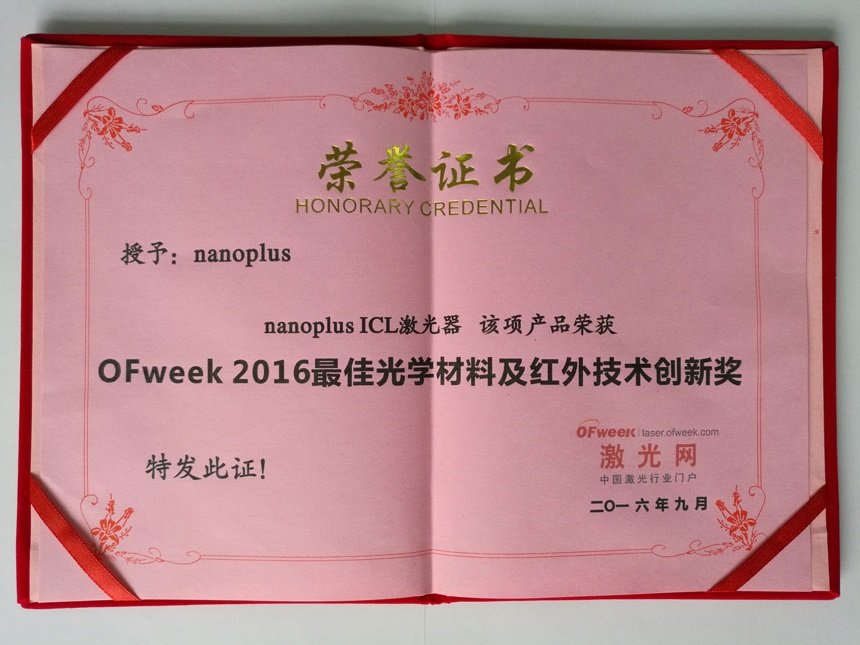 荣誉证书
HONORARY CREDENTIAL
授予：nanoplus
nanoplus ICL激光器 该项产品荣获
OFweek 2016最佳光学材料及红外技术创新奖
特发此证！
OFweek laser.ofweek.com
激光网
中国激光行业门户
二〇一六年九月